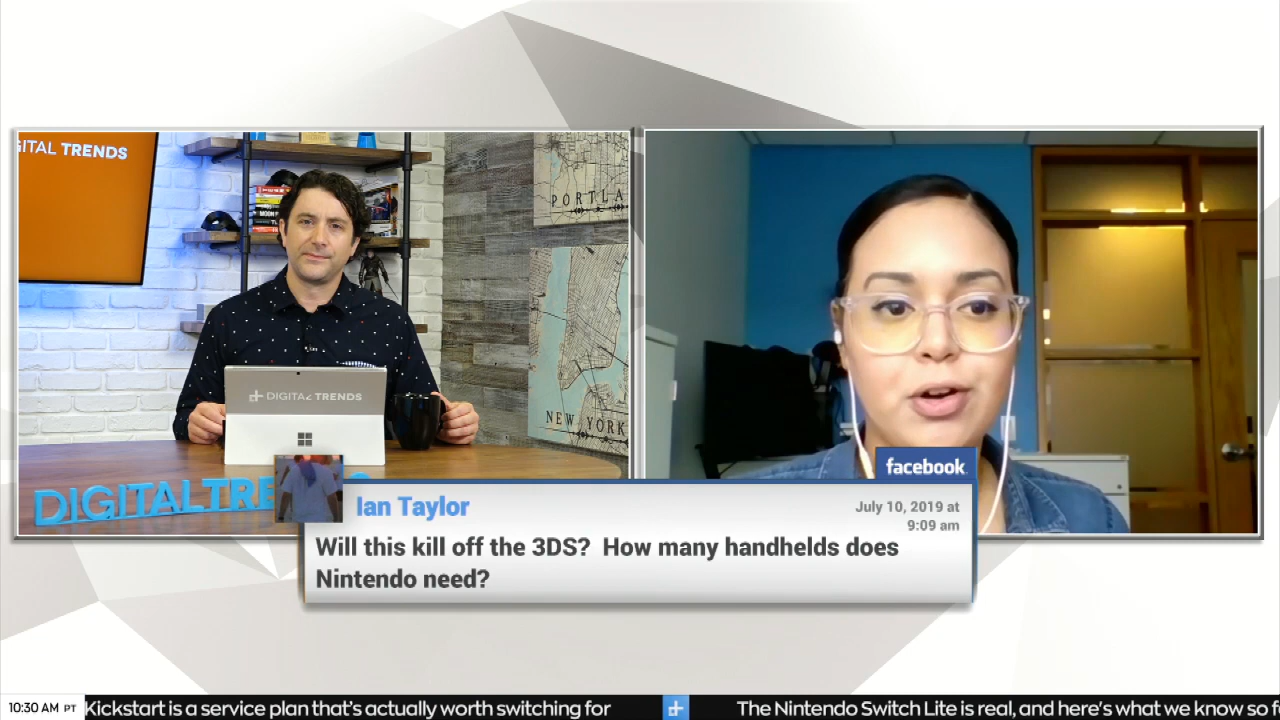 GITAL TRENDS
PORTLA
NEW YORK
DIGITAL TRENDS
DIGITALTRE
facebook
Ian Taylor
July 10, 2019 at
9:09 am
Will this kill off the 3DS? How many handhelds does
Nintendo need?
10:30 AM PT
Kickstart is a service plan that's actually worth switching for
The Nintendo Switch Lite is real, and here's what we know so f